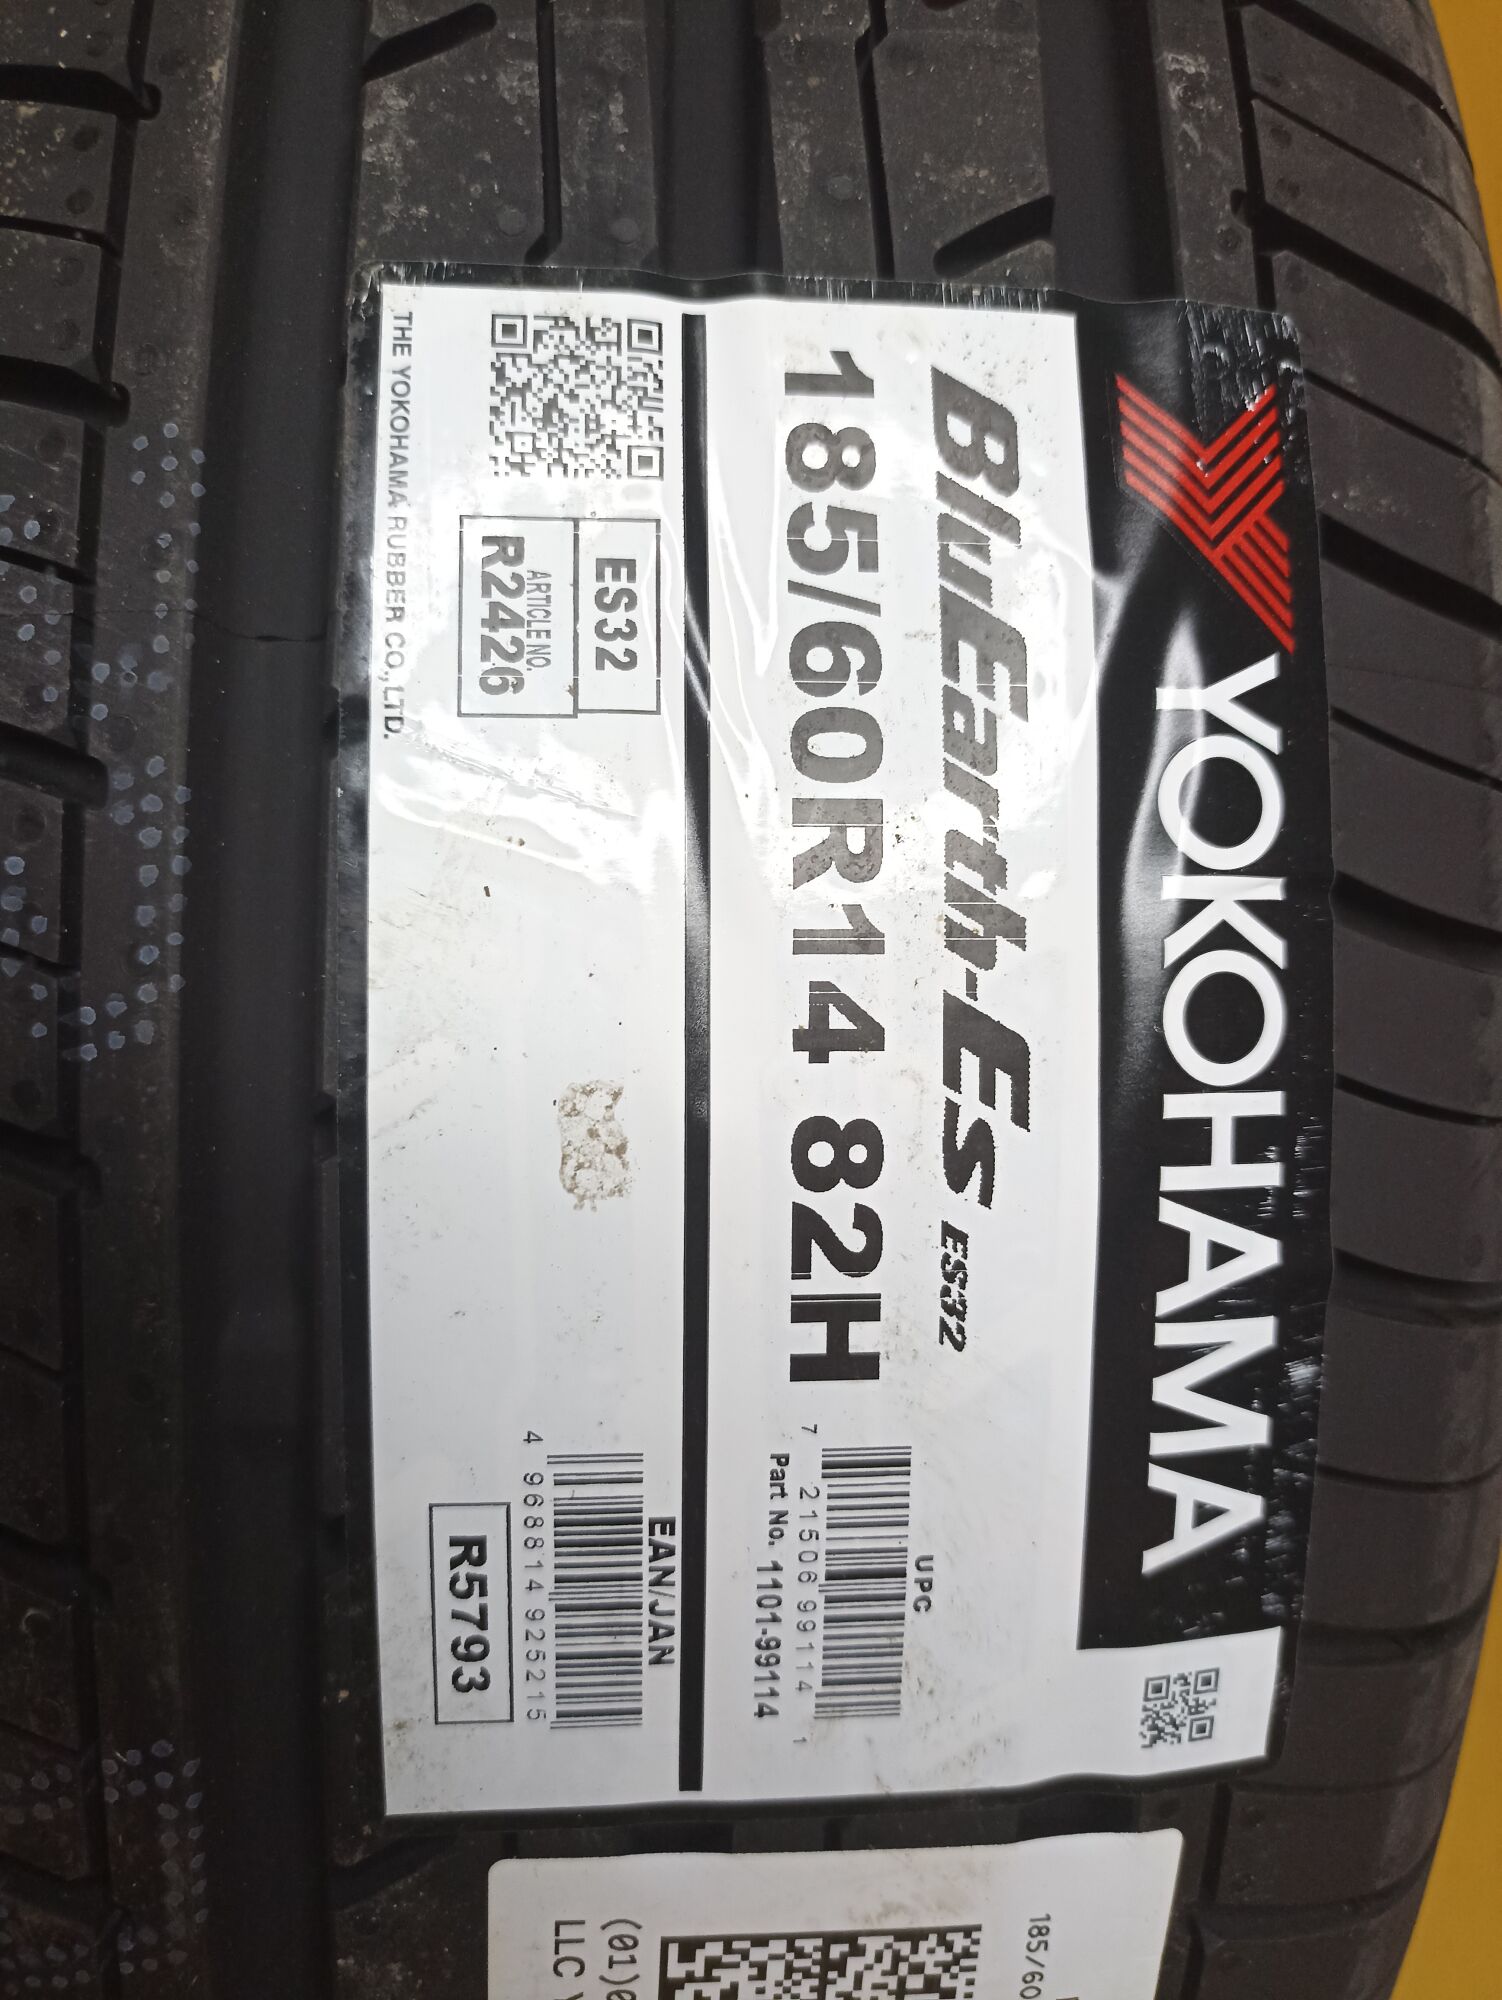 YOKOHAMA
BluEarth-Es ES32
185/60R14 82H
UPC
7 21506 99114 1
Part No. 1101-99114
ES32
ARTICLE NO.
R2426
EAN/JAN
4 968814 925215
R5793
THE YOKOHAMA RUBBER CO.,LTD.
185/60
(01)0
LLC